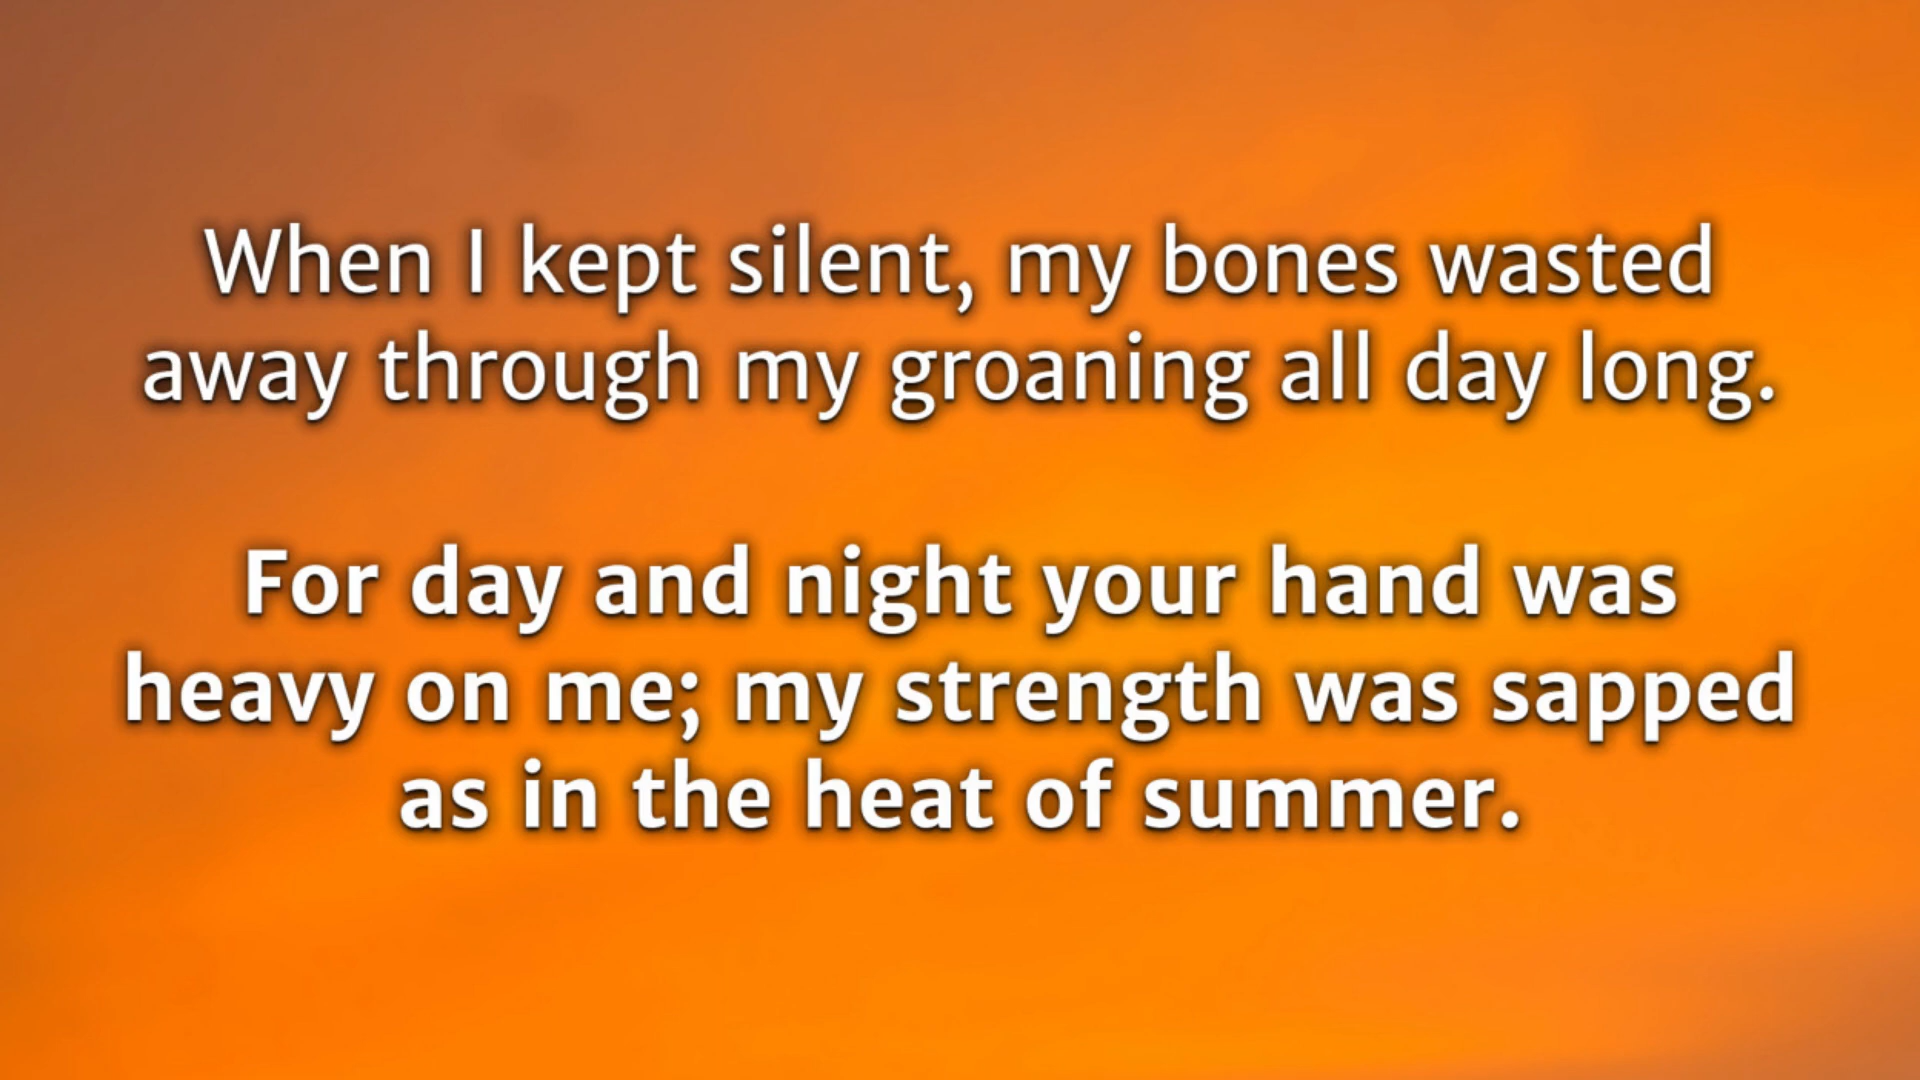 When I kept silent, my bones wasted
away through my groaning all day long.
For day and night your hand was
heavy on me; my strength was sapped
as in the heat of summer.